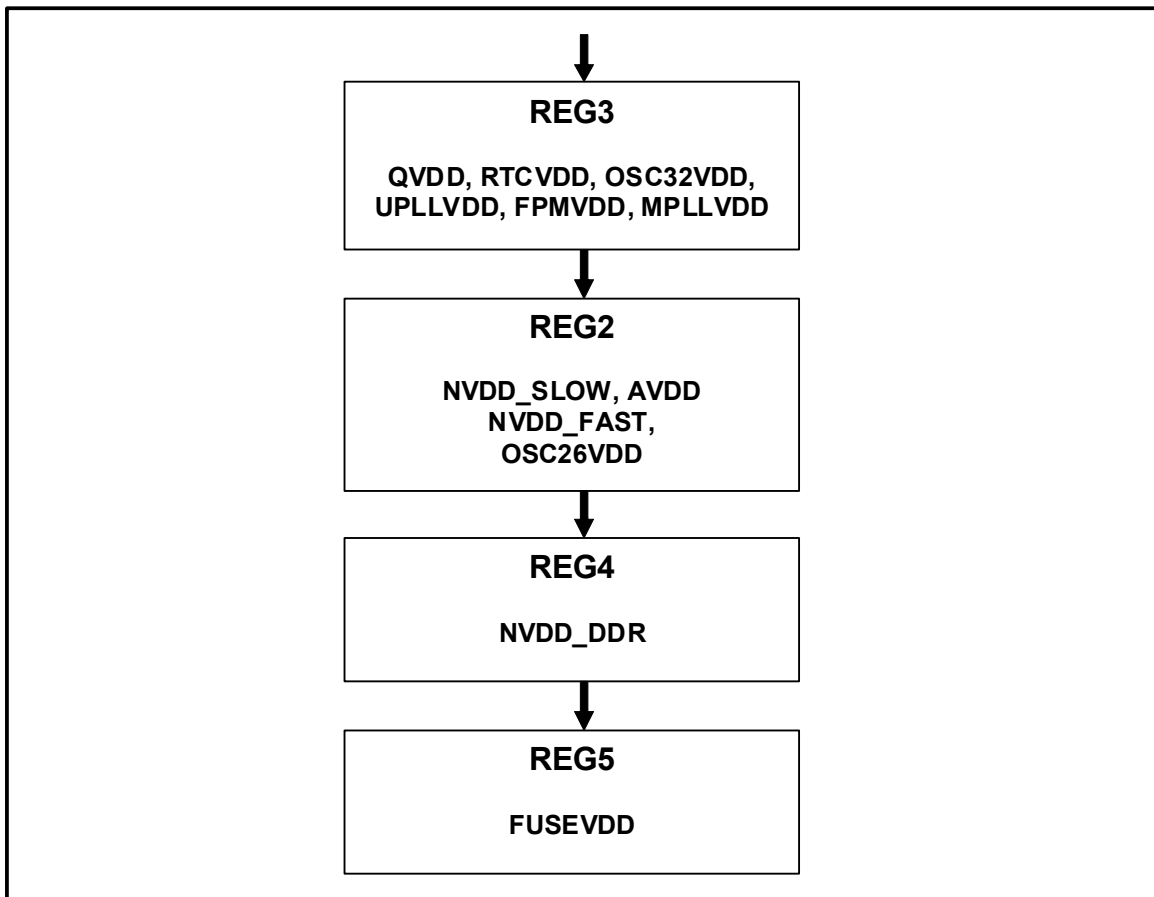 REG3
QVDD, RTCVDD, OSC32VDD,
UPLLVDD, FPMVDD, MPLLVDD
REG2
NVDD_SLOW, AVDD
NVDD_FAST,
OSC26VDD
REG4
NVDD_DDR
REG5
FUSEVDD